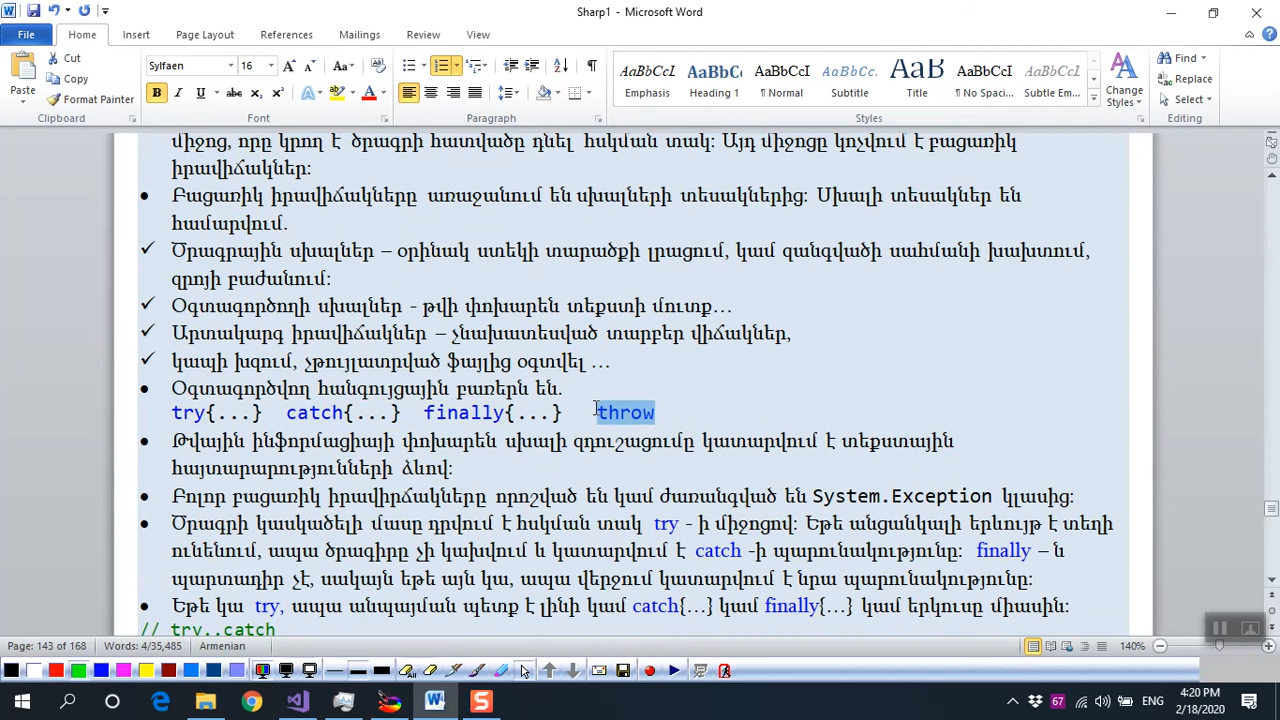 Sharp1 - Microsoft Word
File Home Insert Page Layout References Mailings Review View
Paste
Cut
Copy
Format Painter
Clipboard
Sylfaen 16
Font
Paragraph
AaBbCcI AaBbC AaBbCcI AaBbCcI AaB AaBbCcI AaBbCcI
Emphasis Heading 1 ¶ Normal Subtitle Title ¶ No Spaci... Subtle Em...
Change Styles
Styles
Find
Replace
Select
Editing
միջոց, որը կրող է ծրագրի հատվածը դնել հսկման տակ: Այդ միջոցը կոչվում է բացառիկ
իրավիճակներ:
• Բացառիկ իրավիճակները առաջանում են սխալների տեսակներից: Սխալի տեսակներ են
համարվում.
✓ Ծրագրային սխալներ – օրինակ ստեկի տարածքի լրացում, կամ զանգվածի սահմանի խախտում,
զրոյի բաժանում:
✓ Օգտագործողի սխալներ - թվի փոխարեն տեքստի մուտք…
✓ Արտակարգ իրավիճակներ – չնախատեսված տարբեր վիճակներ,
✓ կապի խզում, չթույլատրված ֆայլից օգտվել …
• Օգտագործվող հանգույցային բառերն են.
try{...} catch{...} finally{...} throw
• Թվային ինֆորմացիայի փոխարեն սխալի զգուշացումը կատարվում է տեքստային
հայտարարությունների ձևով:
• Բոլոր բացառիկ իրավիրճակները որոշված են կամ ժառանգված են System.Exception կլասից:
• Ծրագրի կասկածելի մասը դրվում է հսկման տակ try - ի միջոցով: Եթե անցանկալի երևույթ է տեղի
ունենում, ապա ծրագիրը չի կախվում և կատարվում է catch -ի պարունակությունը: finally – ն
պարտադիր չէ, սակայն եթե այն կա, ապա վերջում կատարվում է նրա պարունակությունը:
• Եթե կա try, ապա անպայման պետք է լինի կամ catch{…} կամ finally{…} կամ երկուսը միասին:
// try..catch
Page: 143 of 168 Words: 4/35,485 Armenian 140%
67 ENG 4:20 PM
2/18/2020